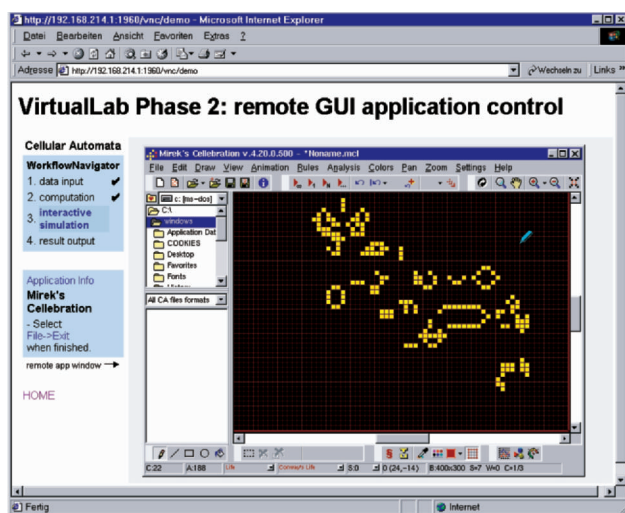 http://192.168.214.1:1960/vnc/demo - Microsoft Internet Explorer
Datei Bearbeiten Ansicht Favoriten Extras ?
Adresse http://192.168.214.1:1960/vnc/demo Wechseln zu Links »
VirtualLab Phase 2: remote GUI application control
Cellular Automata
WorkflowNavigator
1. data input
2. computation
3. interactive
simulation
4. result output
Application Info
Mirek's
Cellebration
- Select
File->Exit
when finished.
remote app window
HOME
Mirek's Cellebration v.4.20.0.500 - *Noname.mcl
File Edit Draw View Animation Rules Analysis Colors Pan Zoom Settings Help
c: [ms-dos]
C:\
windows
Application Dat
COOKIES
Desktop
Favorites
Fonts
All CA files formats
C:22 A:188 Life Conway's Life S:0 0 (24,-14) B:400x300 S=7 W=0 C=1/3
Fertig Internet